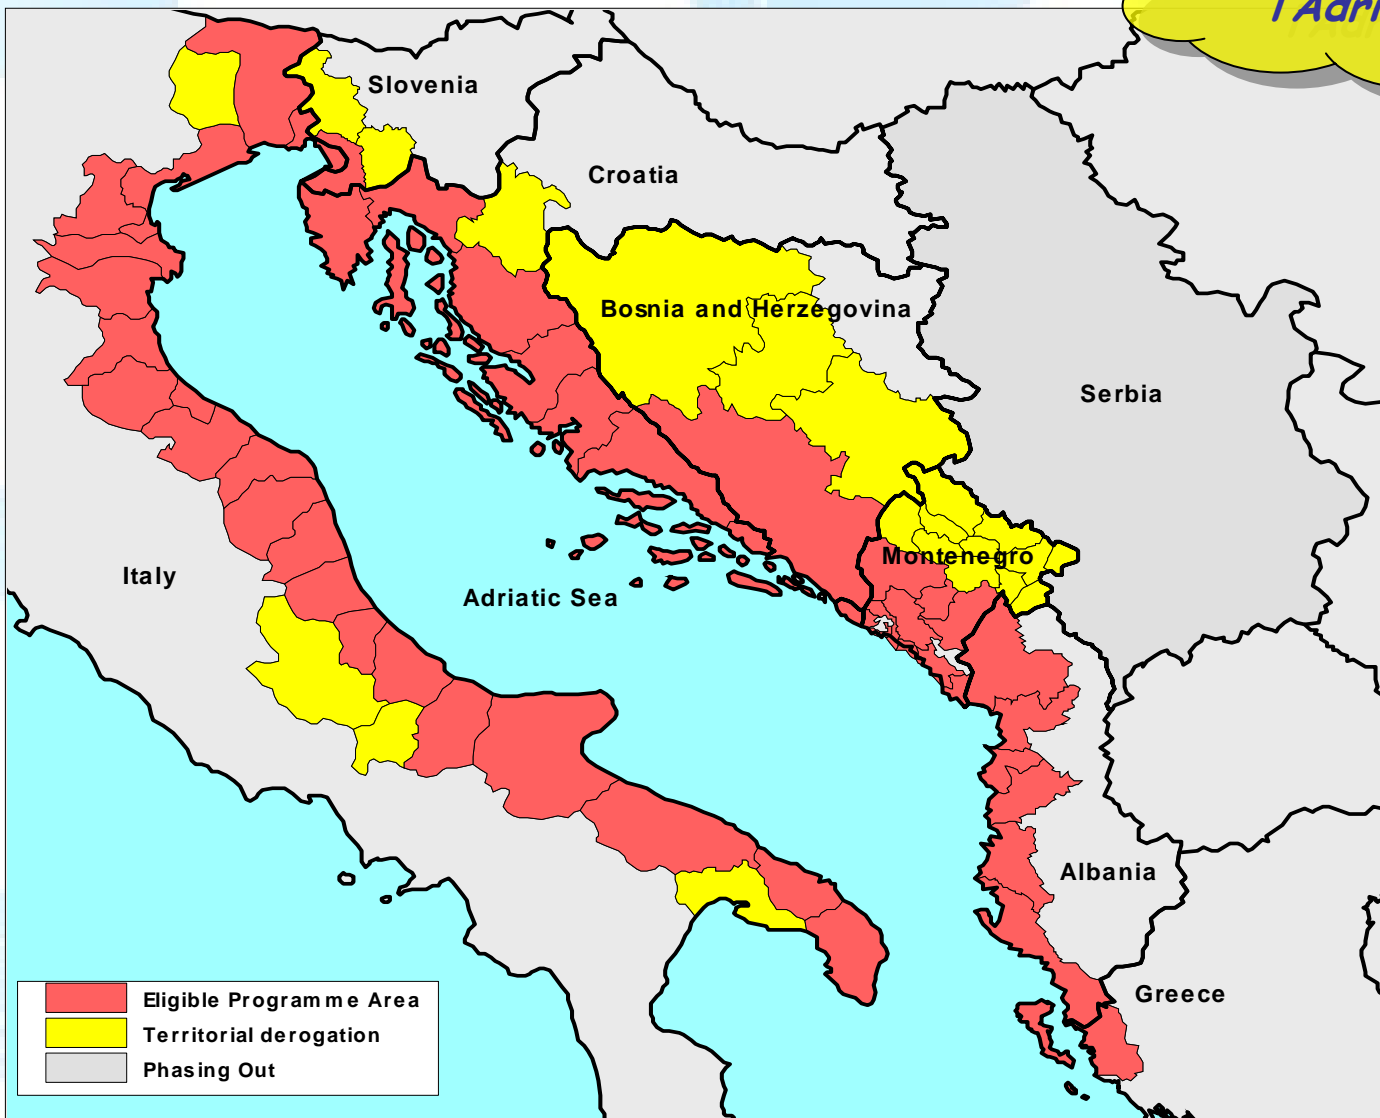 l'Adri
Slovenia
Croatia
Bosnia and Herzegovina
Serbia
Montenegro
Italy
Adriatic Sea
Albania
Greece
Eligible Programme Area
Territorial derogation
Phasing Out